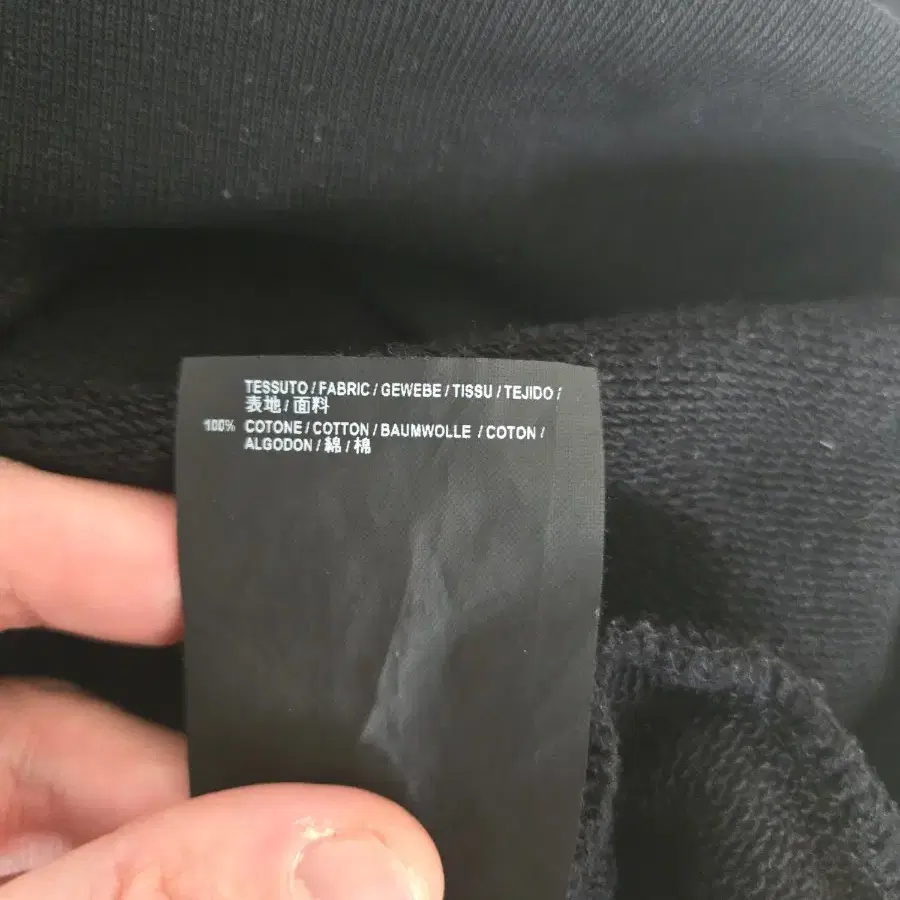 TESSUTO / FABRIC / GEWEBE / TISSU / TEJIDO /
表地 / 面料
100% COTONE / COTTON / BAUMWOLLE / COTON /
ALGODON / 綿 / 棉